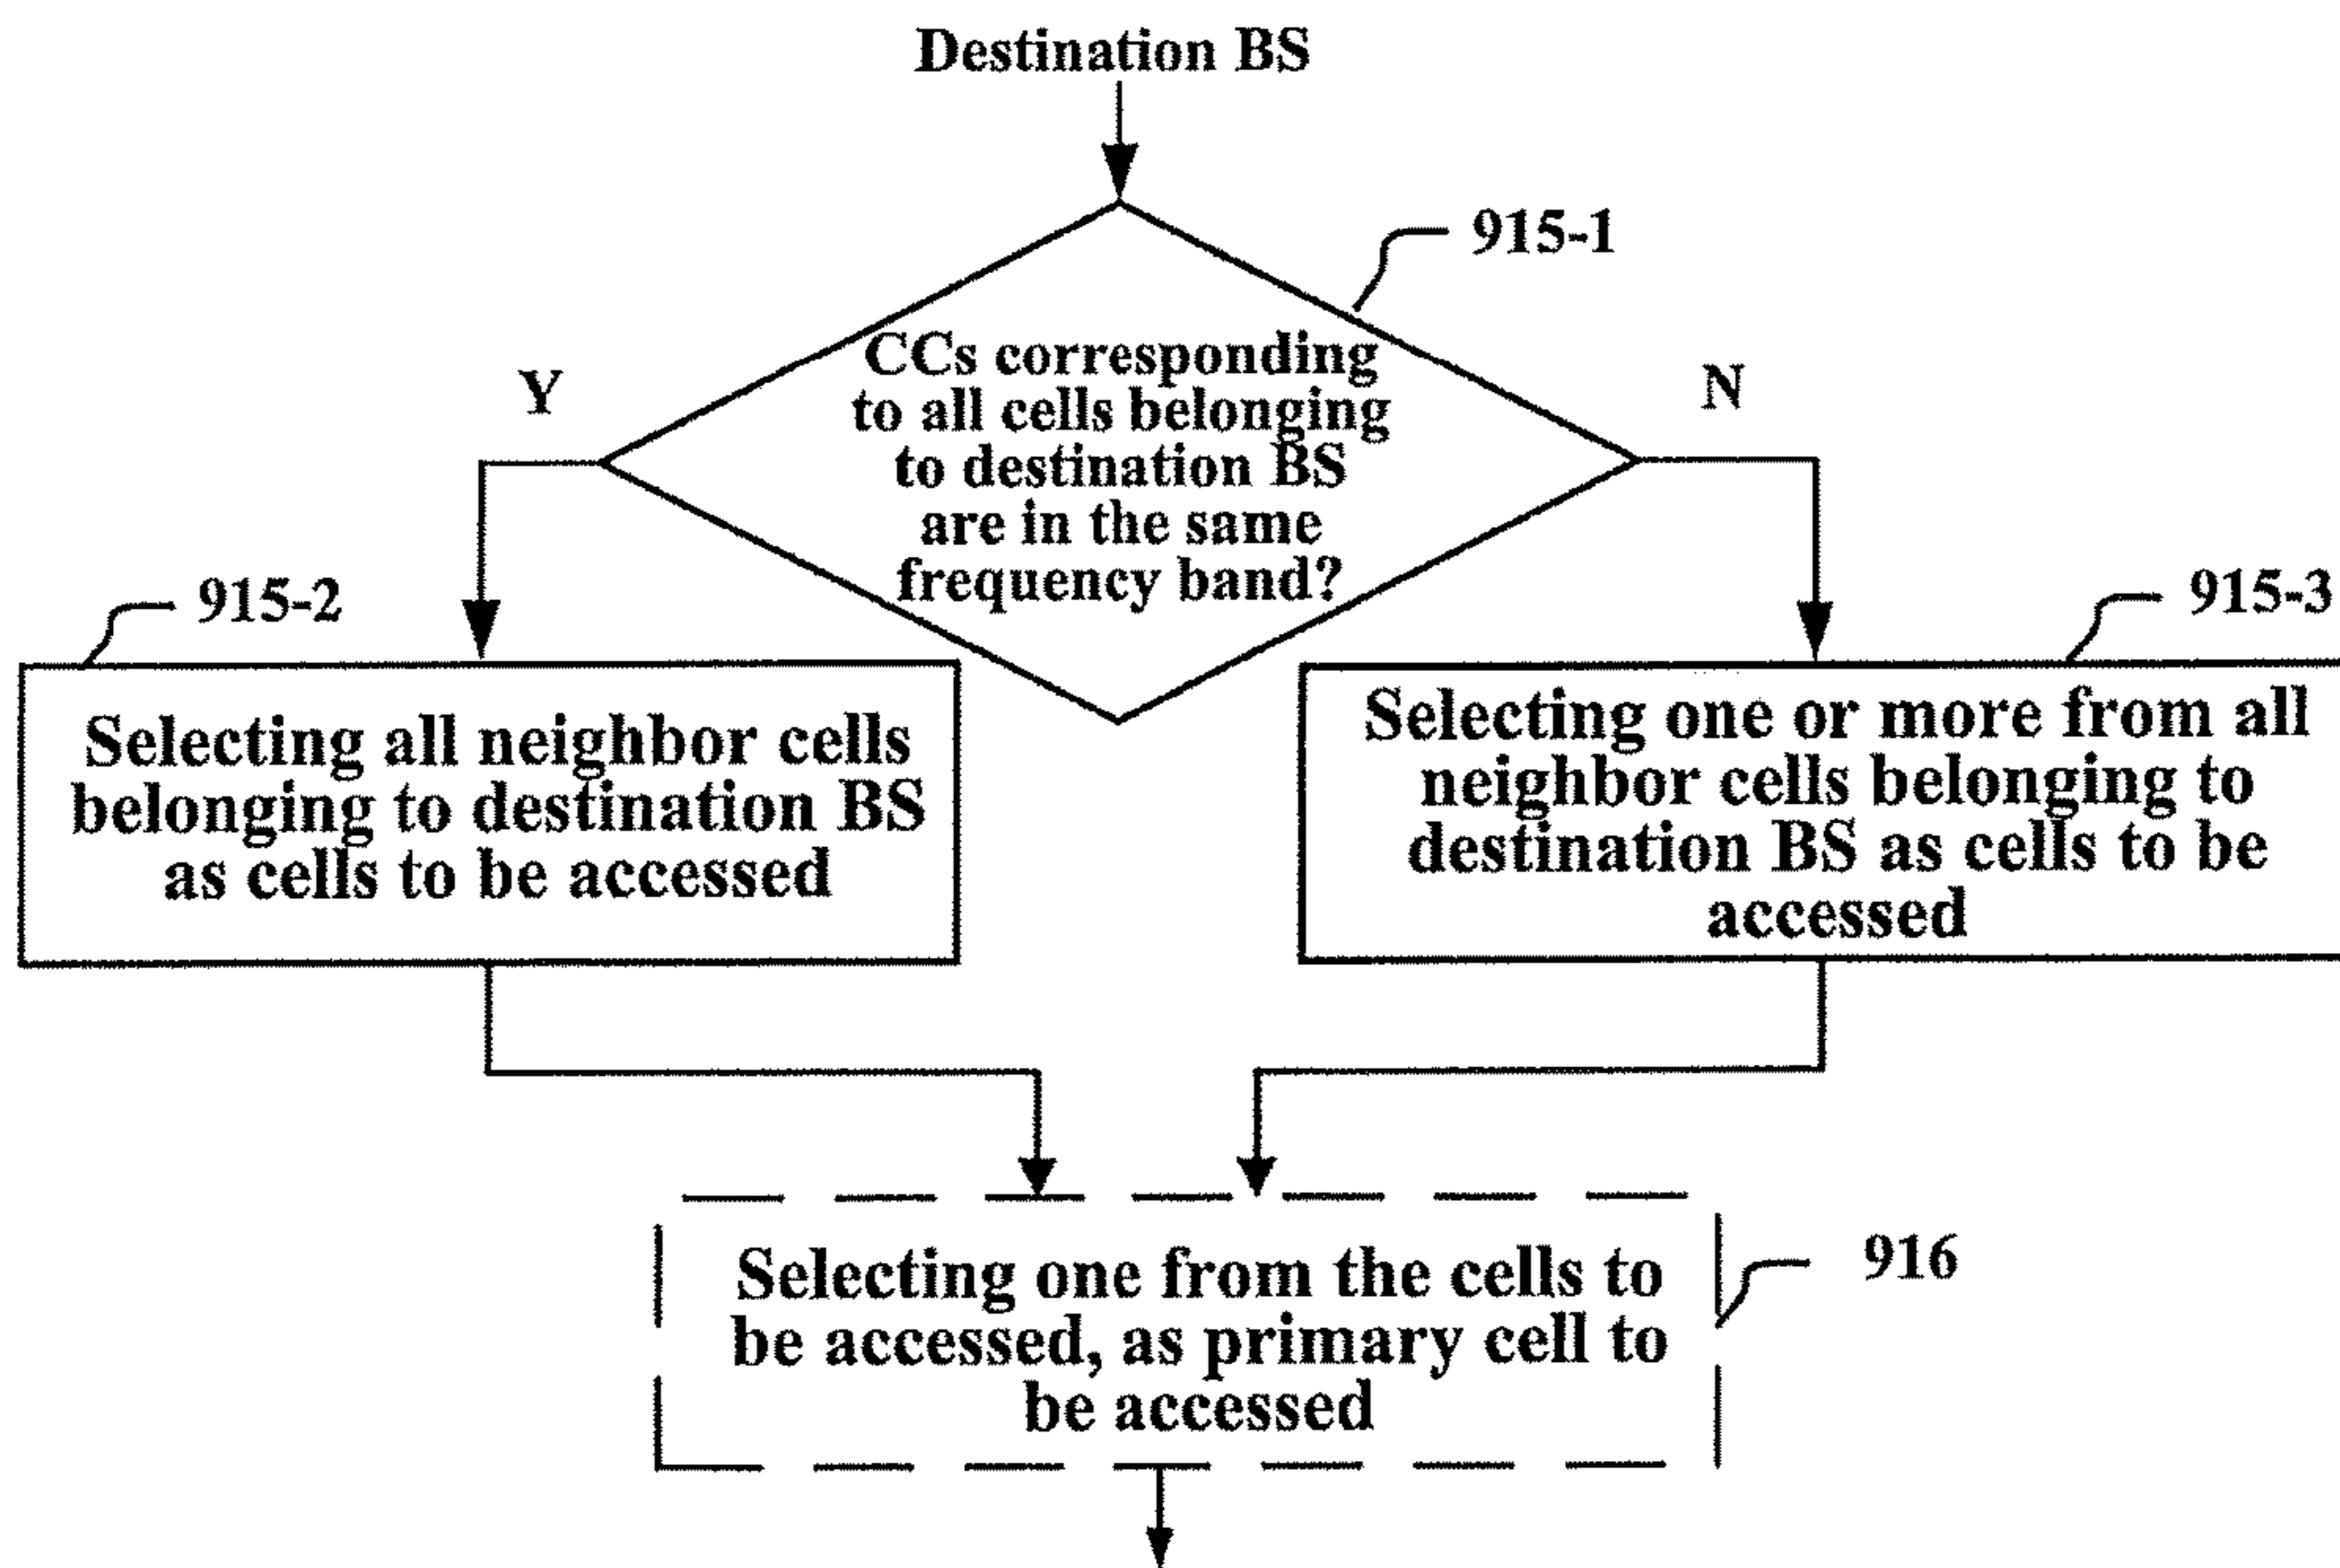 Destination BS
915-1
CCs corresponding
to all cells belonging
to destination BS
are in the same
frequency band?
Y
N
915-2
Selecting all neighbor cells
belonging to destination BS
as cells to be accessed
915-3
Selecting one or more from all
neighbor cells belonging to
destination BS as cells to be
accessed
Selecting one from the cells to
be accessed, as primary cell to
be accessed
916